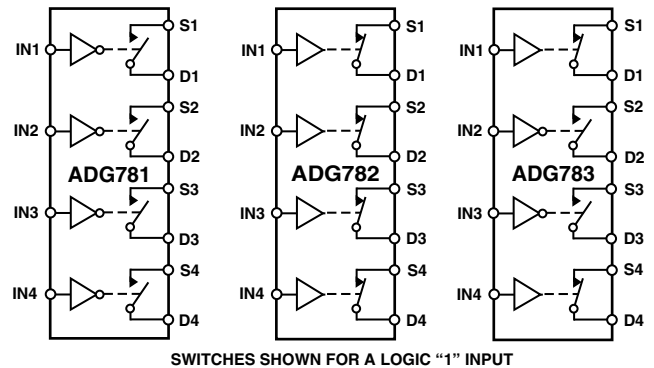 S1
IN1
D1
S2
IN2
D2
ADG781
S3
IN3
D3
S4
IN4
D4
S1
IN1
D1
S2
IN2
D2
ADG782
S3
IN3
D3
S4
IN4
D4
S1
IN1
D1
S2
IN2
D2
ADG783
S3
IN3
D3
S4
IN4
D4
SWITCHES SHOWN FOR A LOGIC “1” INPUT